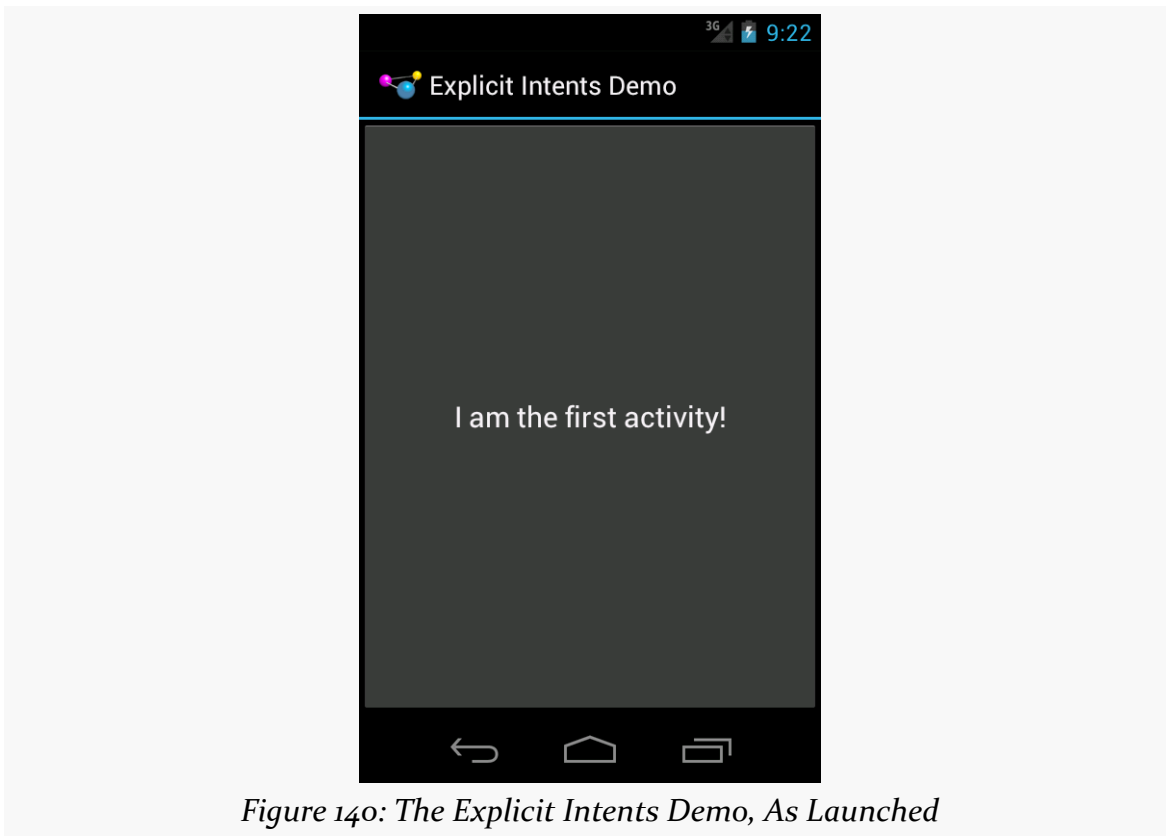 3G 9:22
Explicit Intents Demo
I am the first activity!
Figure 140: The Explicit Intents Demo, As Launched